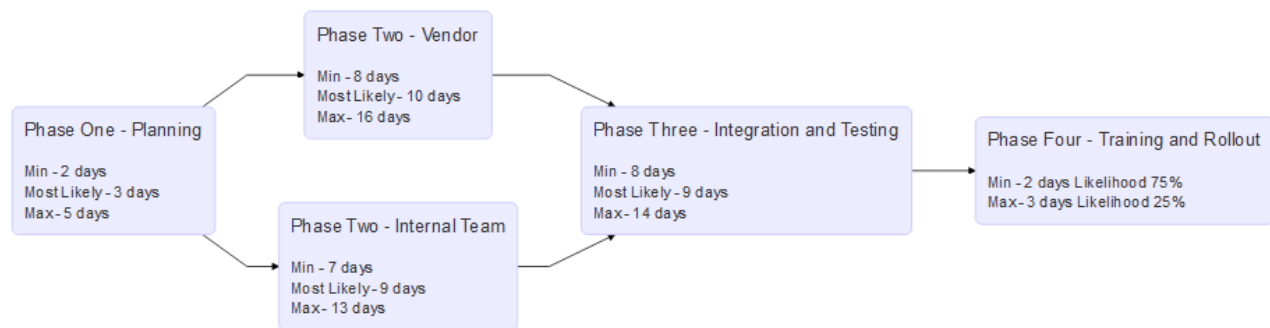 Phase One - Planning
Min - 2 days
Most Likely - 3 days
Max - 5 days
Phase Two - Vendor
Min - 8 days
Most Likely - 10 days
Max - 16 days
Phase Two - Internal Team
Min - 7 days
Most Likely - 9 days
Max - 13 days
Phase Three - Integration and Testing
Min - 8 days
Most Likely - 9 days
Max - 14 days
Phase Four - Training and Rollout
Min - 2 days Likelihood 75%
Max - 3 days Likelihood 25%